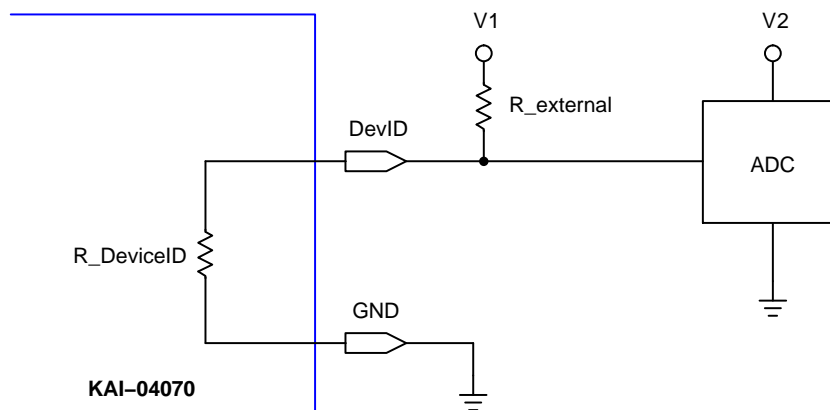 V1
V2
R_external
DevID
ADC
R_DeviceID
GND
KAI−04070